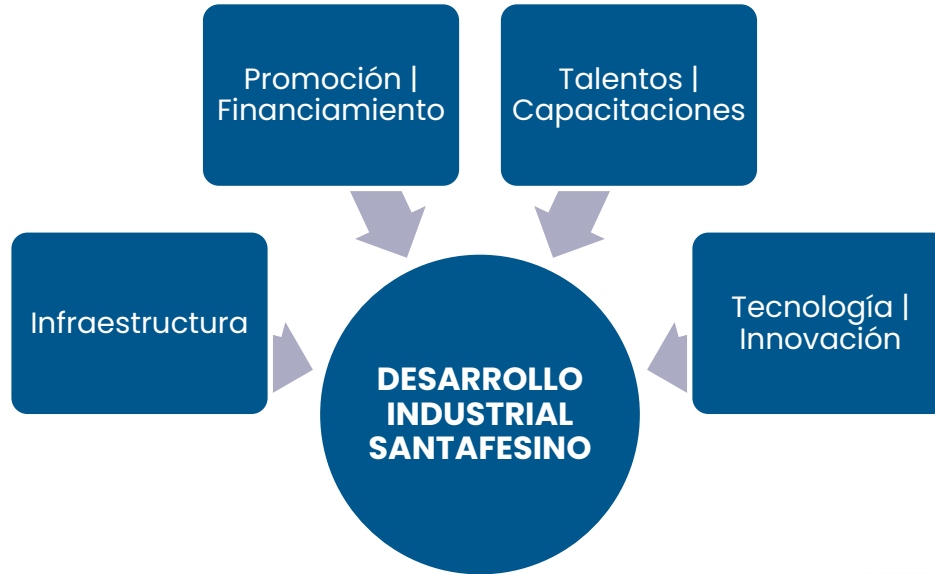 Promoción |
Financiamiento
Talentos |
Capacitaciones
Infraestructura
Tecnología |
Innovación
DESARROLLO
INDUSTRIAL
SANTAFESINO